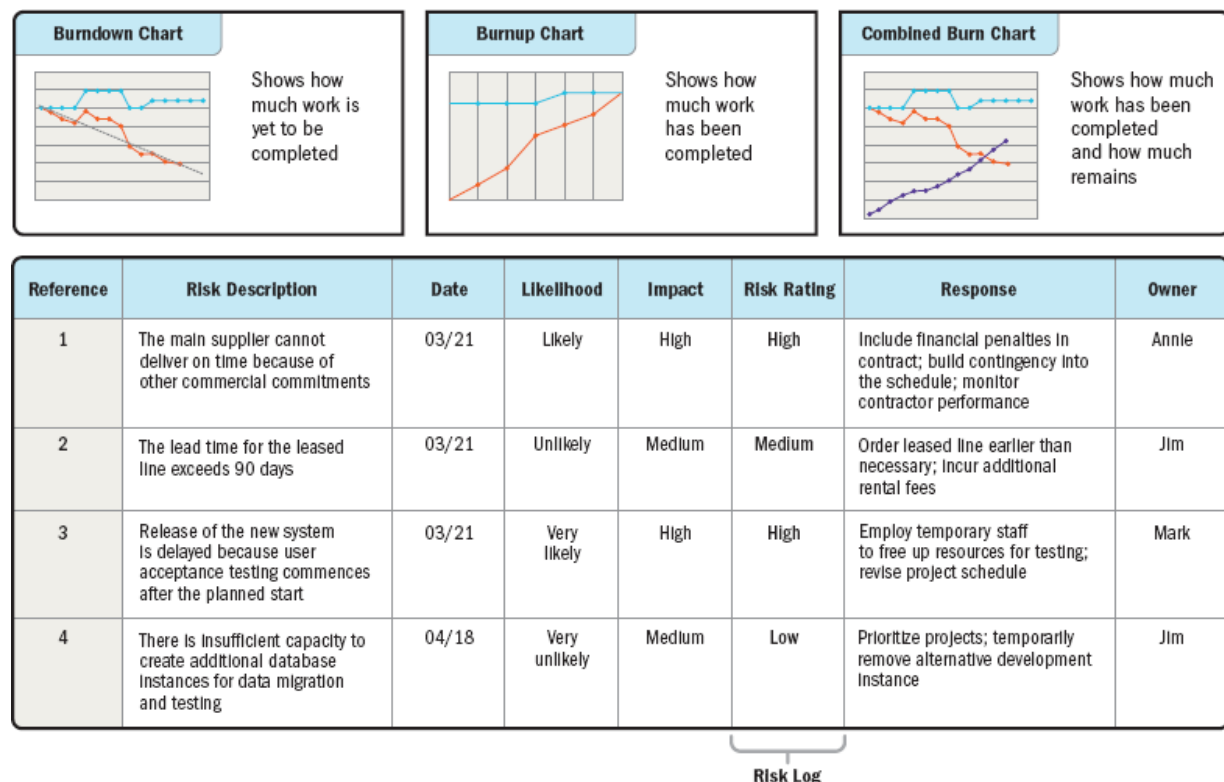 Burndown Chart
Shows how
much work is
yet to be
completed
Burnup Chart
Shows how
much work
has been
completed
Combined Burn Chart
Shows how much
work has been
completed
and how much
remains
Reference Risk Description Date Likelihood Impact Risk Rating Response Owner
1
The main supplier cannot
deliver on time because of
other commercial commitments
03/21
Likely
High
High
Include financial penalties in
contract; build contingency into
the schedule; monitor
contractor performance
Annie
2
The lead time for the leased
line exceeds 90 days
03/21
Unlikely
Medium
Medium
Order leased line earlier than
necessary; incur additional
rental fees
Jim
3
Release of the new system
is delayed because user
acceptance testing commences
after the planned start
03/21
Very
likely
High
High
Employ temporary staff
to free up resources for testing;
revise project schedule
Mark
4
There is insufficient capacity to
create additional database
instances for data migration
and testing
04/18
Very
unlikely
Medium
Low
Prioritize projects; temporarily
remove alternative development
instance
Jim
Risk Log